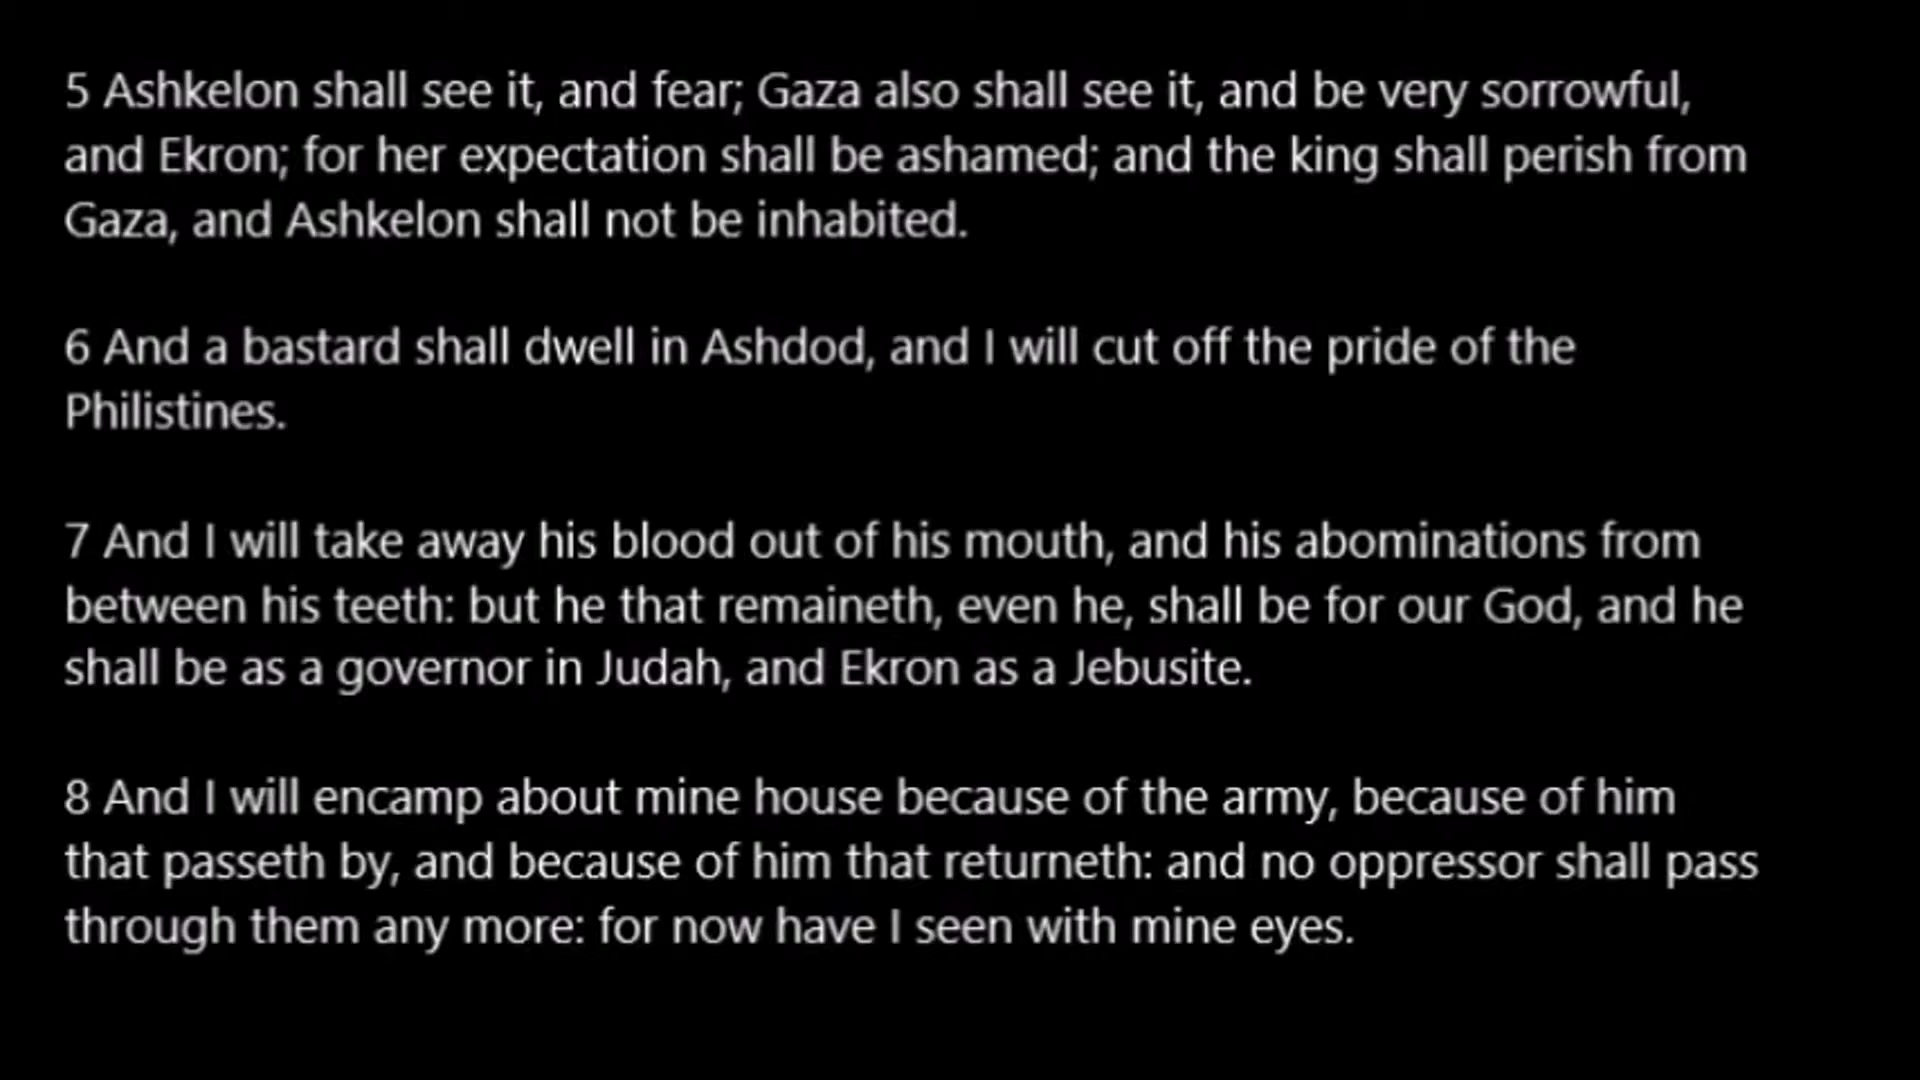 5 Ashkelon shall see it, and fear; Gaza also shall see it, and be very sorrowful,
and Ekron; for her expectation shall be ashamed; and the king shall perish from
Gaza, and Ashkelon shall not be inhabited.
6 And a bastard shall dwell in Ashdod, and I will cut off the pride of the
Philistines.
7 And I will take away his blood out of his mouth, and his abominations from
between his teeth: but he that remaineth, even he, shall be for our God, and he
shall be as a governor in Judah, and Ekron as a Jebusite.
8 And I will encamp about mine house because of the army, because of him
that passeth by, and because of him that returneth: and no oppressor shall pass
through them any more: for now have I seen with mine eyes.